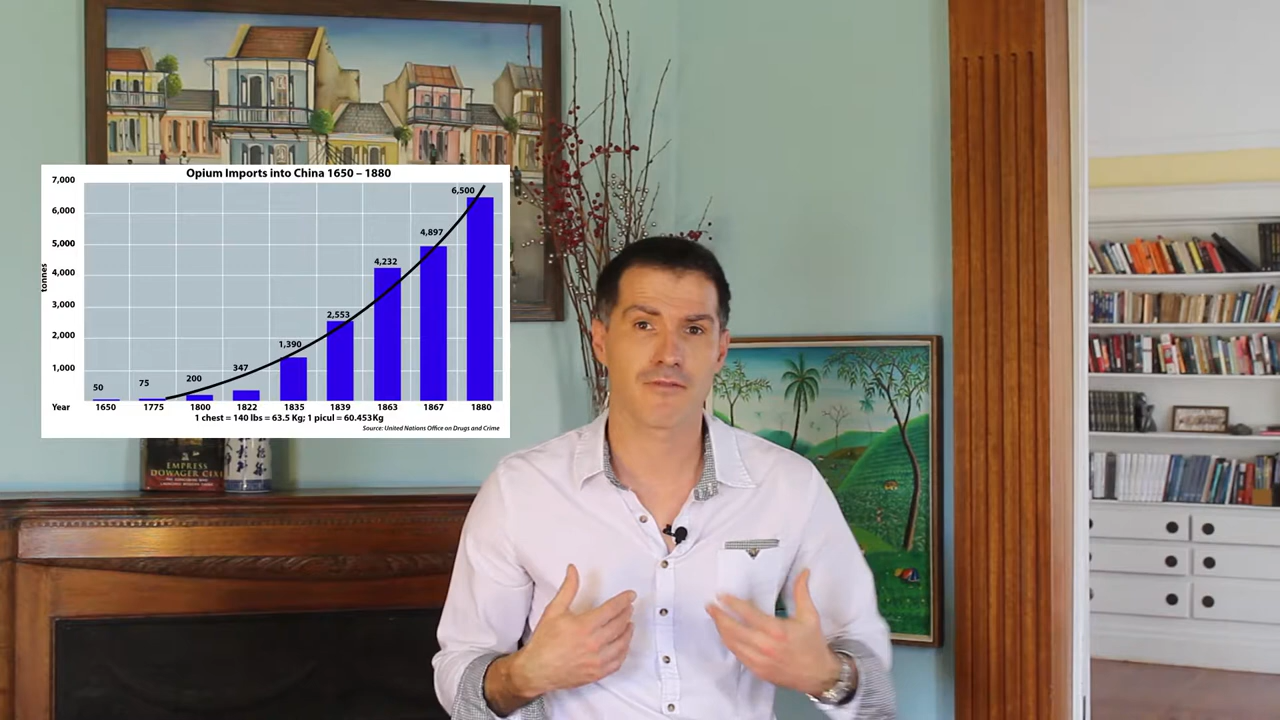 Opium Imports into China 1650 – 1880
7,000
6,000
5,000
4,000
3,000
2,000
1,000
tonnes
50
75
200
347
1,390
2,553
4,232
4,897
6,500
Year 1650 1775 1800 1822 1835 1839 1863 1867 1880
1 chest = 140 lbs = 63.5 Kg; 1 picul = 60.453Kg
Source: United Nations Office on Drugs and Crime
EMPRESS
DOWAGER